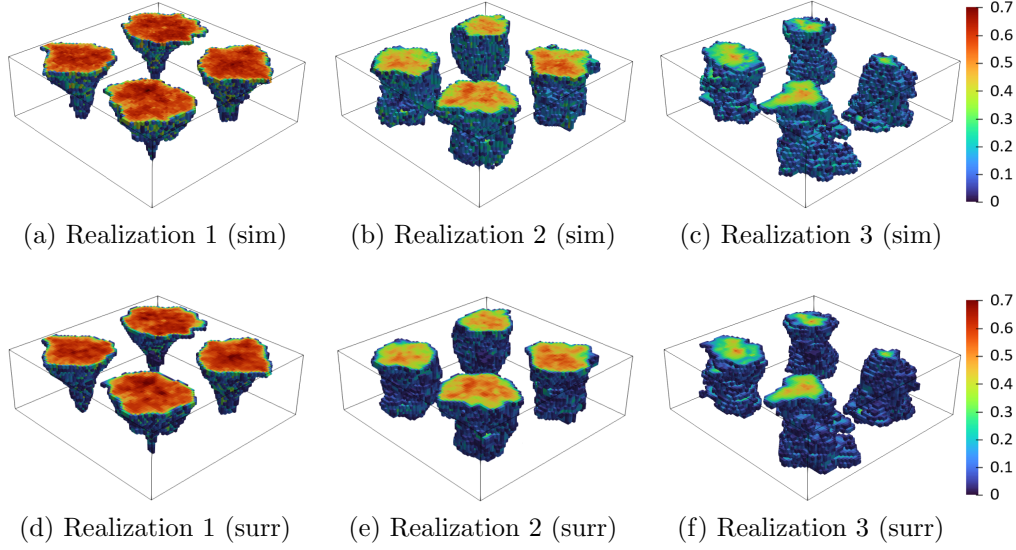 0.7
0.6
0.5
0.4
0.3
0.2
0.1
0
(a) Realization 1 (sim)
(b) Realization 2 (sim)
(c) Realization 3 (sim)
0.7
0.6
0.5
0.4
0.3
0.2
0.1
0
(d) Realization 1 (surr)
(e) Realization 2 (surr)
(f) Realization 3 (surr)